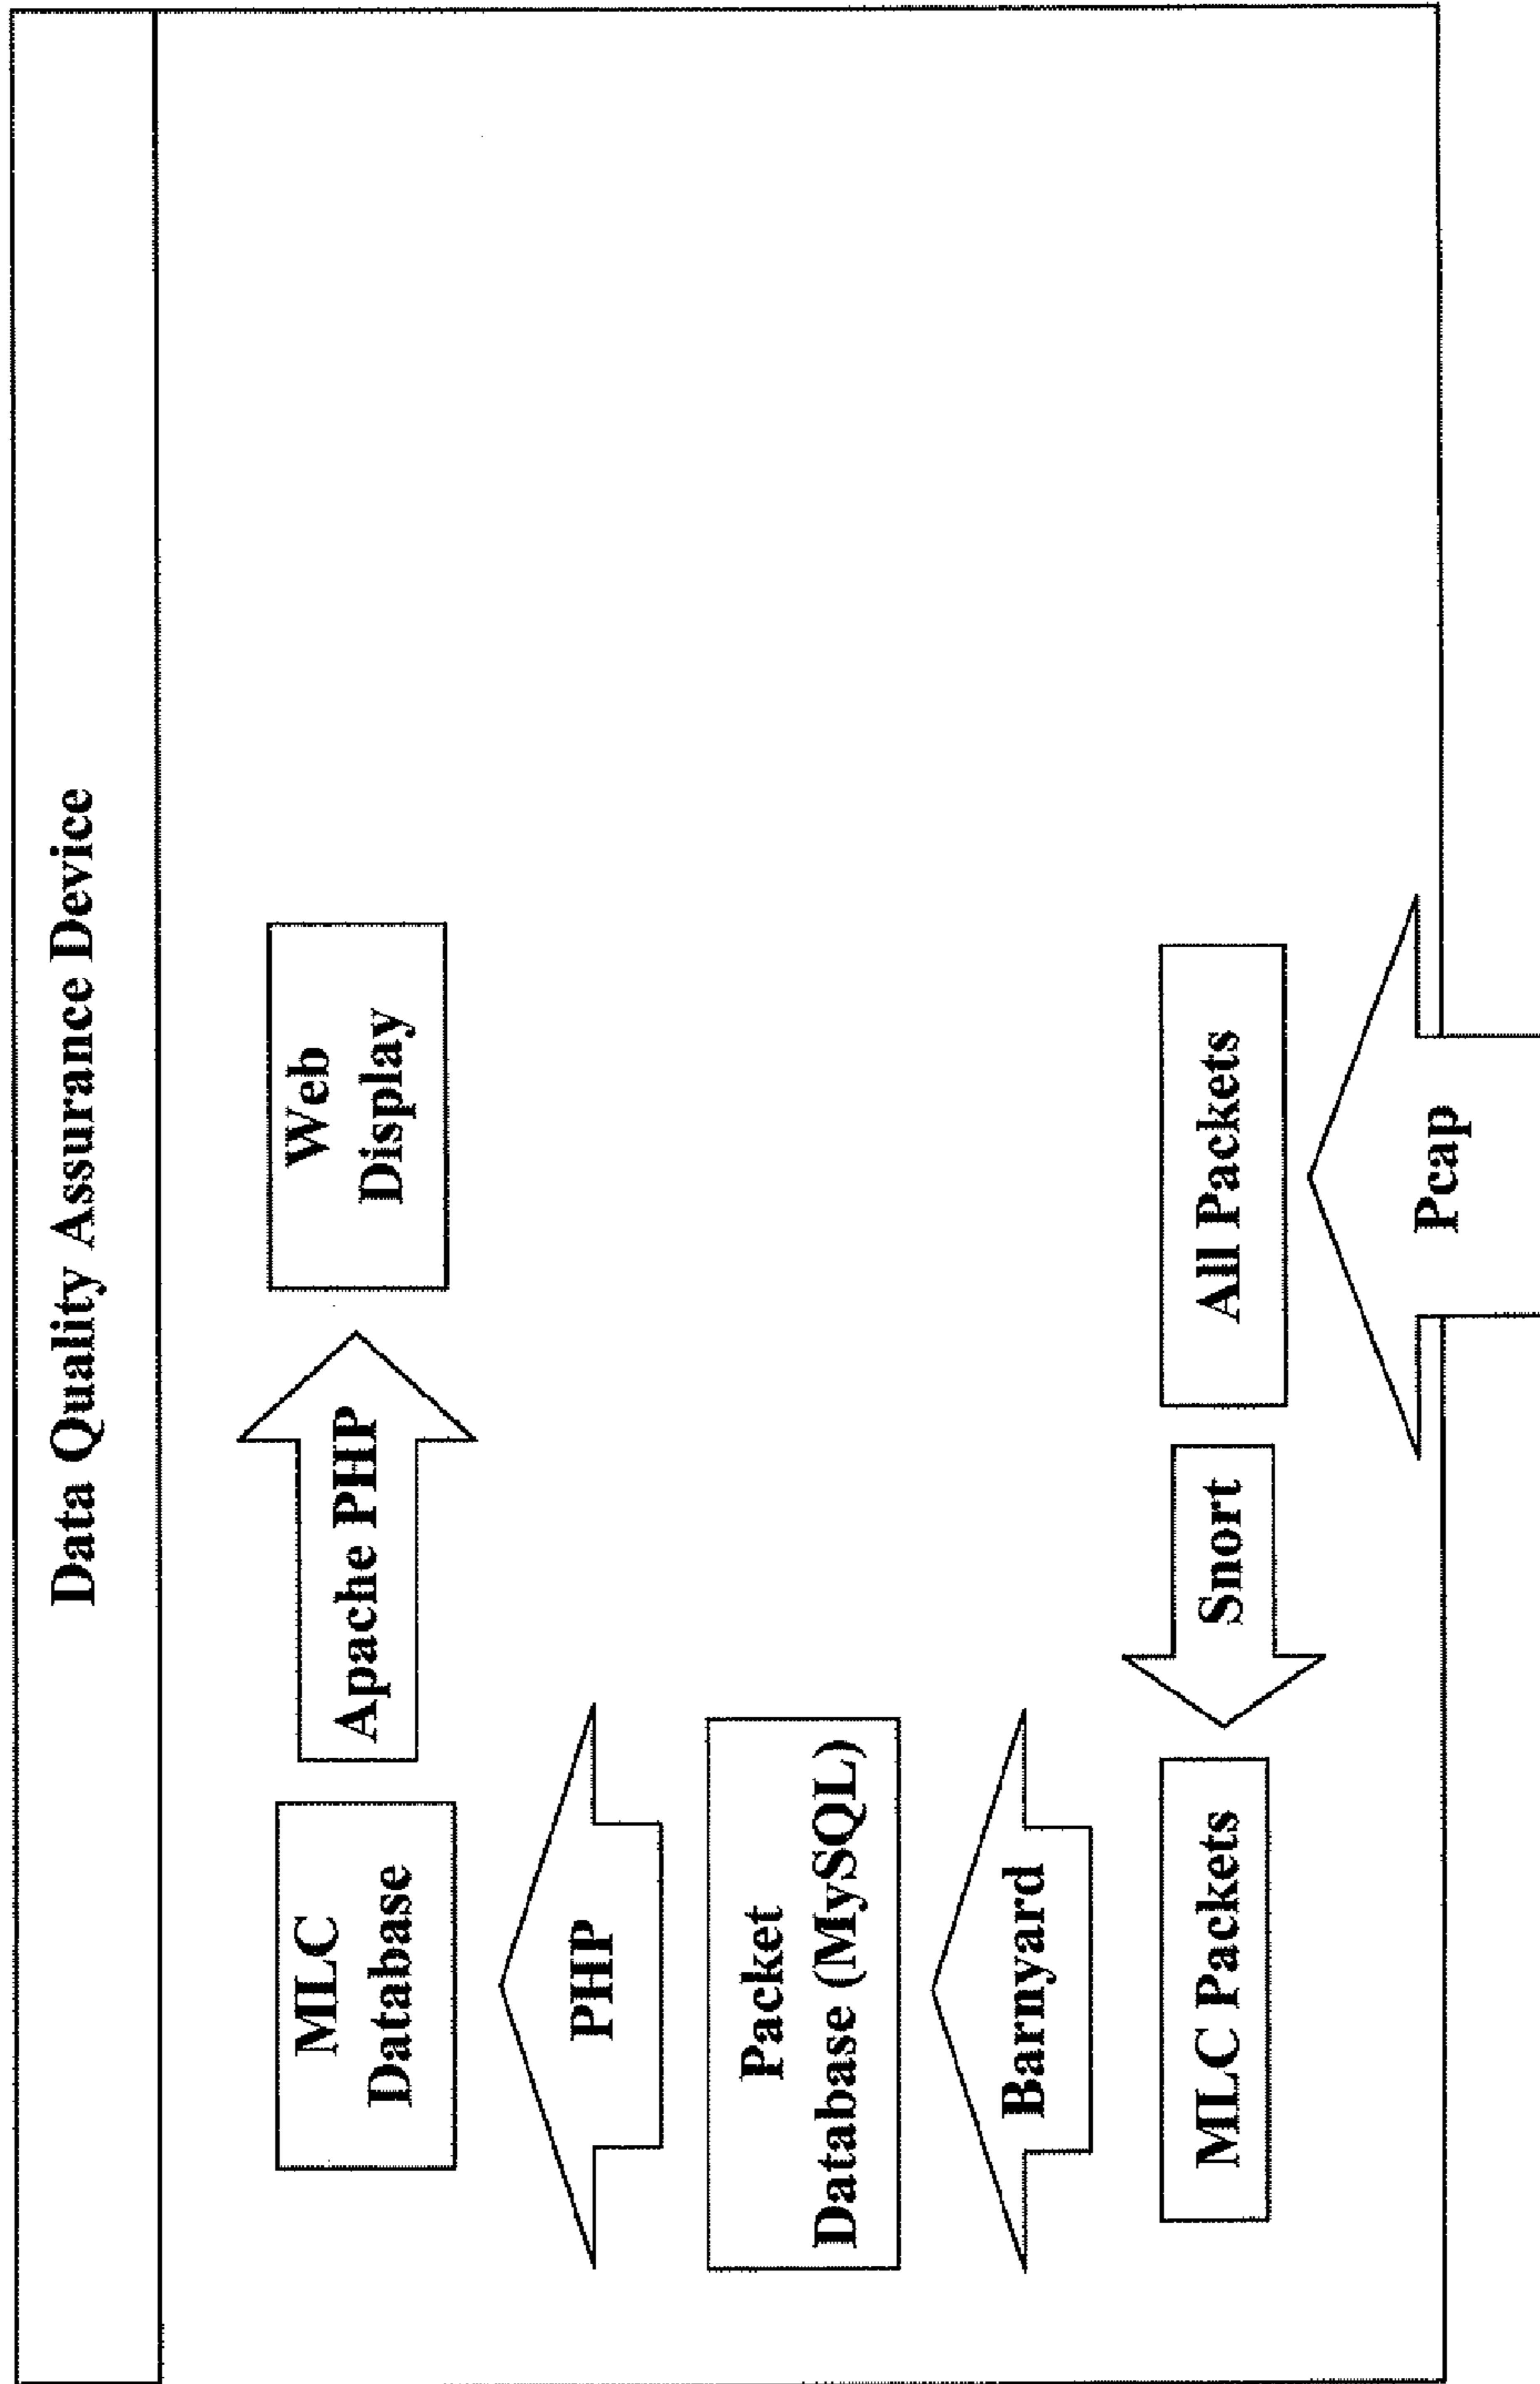 Data Quality Assurance Device
MLC
Database
Apache PHP
Web
Display
PHP
Packet
Database (MySQL)
Barnyard
MLC Packets
Snort
All Packets
Pcap